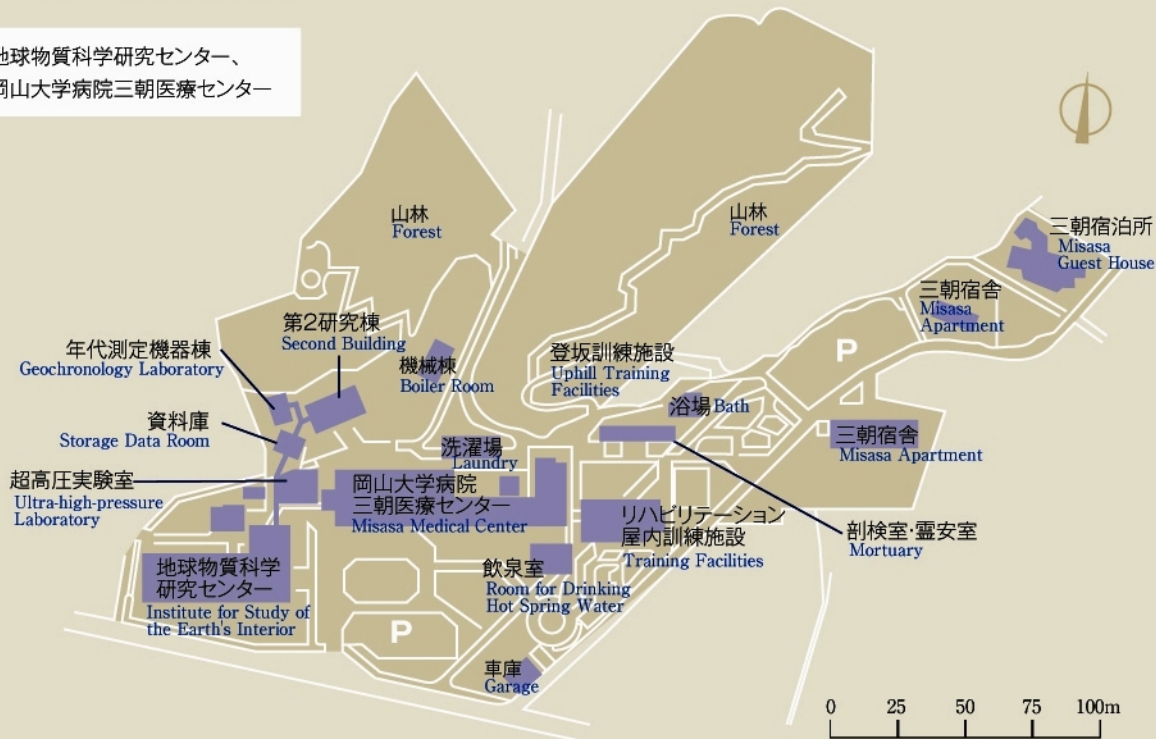 地球物質科学研究センター、
岡山大学病院三朝医療センター
山林
Forest
山林
Forest
三朝宿泊所
Misasa
Guest House
三朝宿舎
Misasa
Apartment
第2研究棟
Second Building
年代測定機器棟
Geochronology Laboratory
機械棟
Boiler Room
登坂訓練施設
Uphill Training
Facilities
P
浴場 Bath
資料庫
Storage Data Room
洗濯場
Laundry
三朝宿舎
Misasa Apartment
超高圧実験室
Ultra-high-pressure
Laboratory
岡山大学病院
三朝医療センター
Misasa Medical Center
リハビリテーション
屋内訓練施設
Training Facilities
剖検室・霊安室
Mortuary
地球物質科学
研究センター
Institute for Study of
the Earth's Interior
飲泉室
Room for Drinking
Hot Spring Water
P
車庫
Garage
0 25 50 75 100m